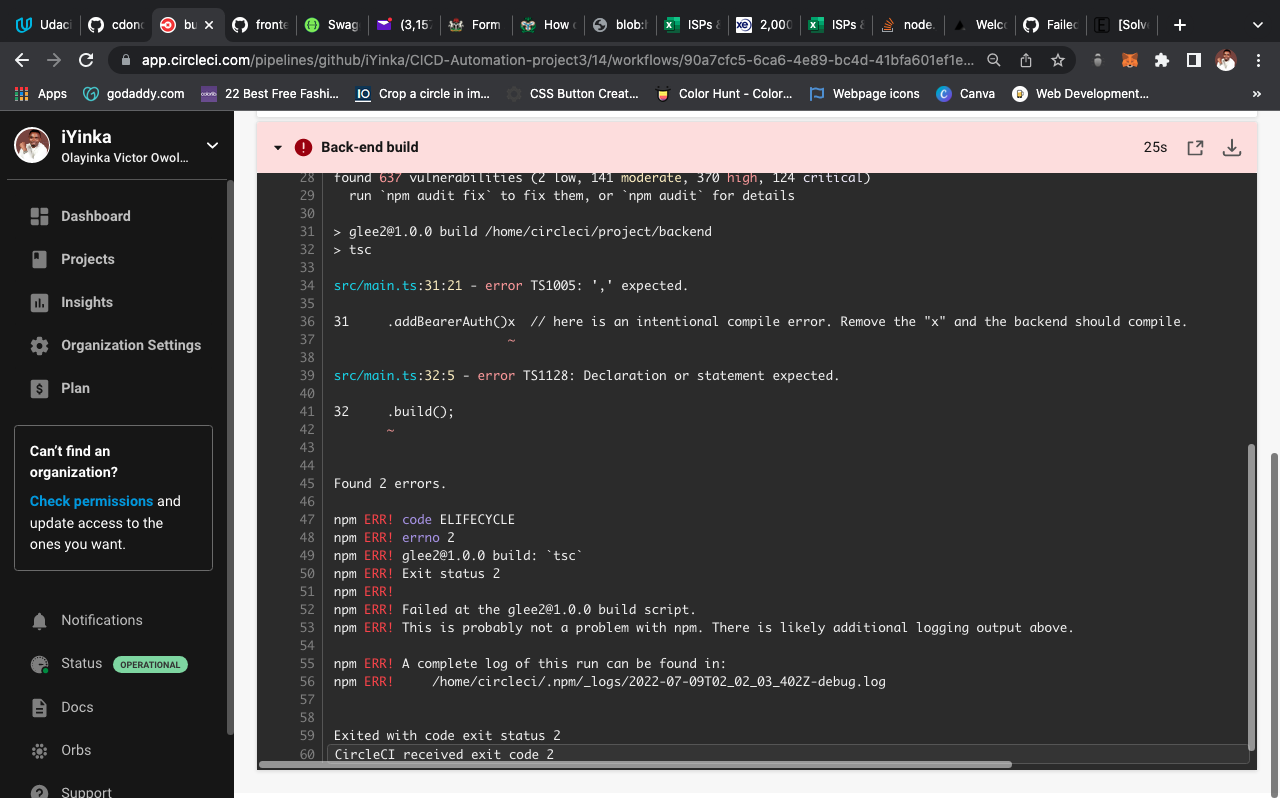 Udaci
cdond
bu
fronte
Swag
(3,157
Form
How
blob:h
ISPs &
2,000
ISPs &
node.
Welco
Failed
[Solv
app.circleci.com/pipelines/github/iYinka/CICD-Automation-project3/14/workflows/90a7cfc5-6ca6-4e89-bc4d-41bfa601ef1e...
Apps
godaddy.com
22 Best Free Fashi...
Crop a circle in im...
CSS Button Creat...
Color Hunt - Color...
Webpage icons
Canva
Web Development...
»
iYinka
Olayinka Victor Owol...
Dashboard
Projects
Insights
Organization Settings
Plan
Can't find an
organization?
Check permissions and
update access to the
ones you want.
Notifications
Status OPERATIONAL
Docs
Orbs
Support
Back-end build 25s
28 found 637 vulnerabilities (2 low, 141 moderate, 370 high, 124 critical)
29 run `npm audit fix` to fix them, or `npm audit` for details
30
31 > glee2@1.0.0 build /home/circleci/project/backend
32 > tsc
33
34 src/main.ts:31:21 - error TS1005: ',' expected.
35
36 31 .addBearerAuth()x // here is an intentional compile error. Remove the "x" and the backend should compile.
37 ~
38
39 src/main.ts:32:5 - error TS1128: Declaration or statement expected.
40
41 32 .build();
42 ~
43
44
45 Found 2 errors.
46
47 npm ERR! code ELIFECYCLE
48 npm ERR! errno 2
49 npm ERR! glee2@1.0.0 build: `tsc`
50 npm ERR! Exit status 2
51 npm ERR!
52 npm ERR! Failed at the glee2@1.0.0 build script.
53 npm ERR! This is probably not a problem with npm. There is likely additional logging output above.
54
55 npm ERR! A complete log of this run can be found in:
56 npm ERR! /home/circleci/.npm/_logs/2022-07-09T02_02_03_402Z-debug.log
57
58
59 Exited with code exit status 2
60 CircleCI received exit code 2